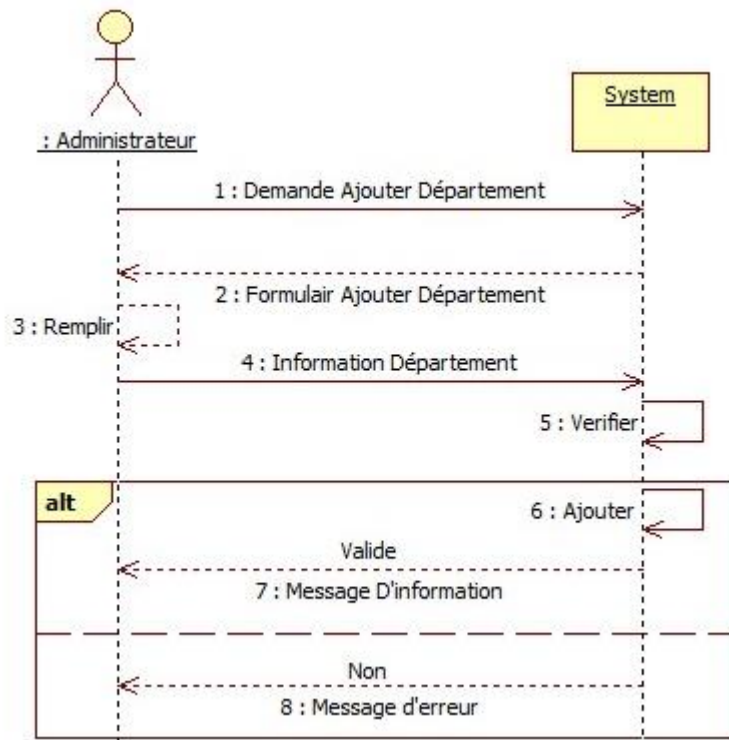 System
: Administrateur
1 : Demande Ajouter Département
2 : Formulair Ajouter Département
3 : Remplir
4 : Information Département
5 : Verifier
alt
6 : Ajouter
Valide
7 : Message D'information
Non
8 : Message d'erreur